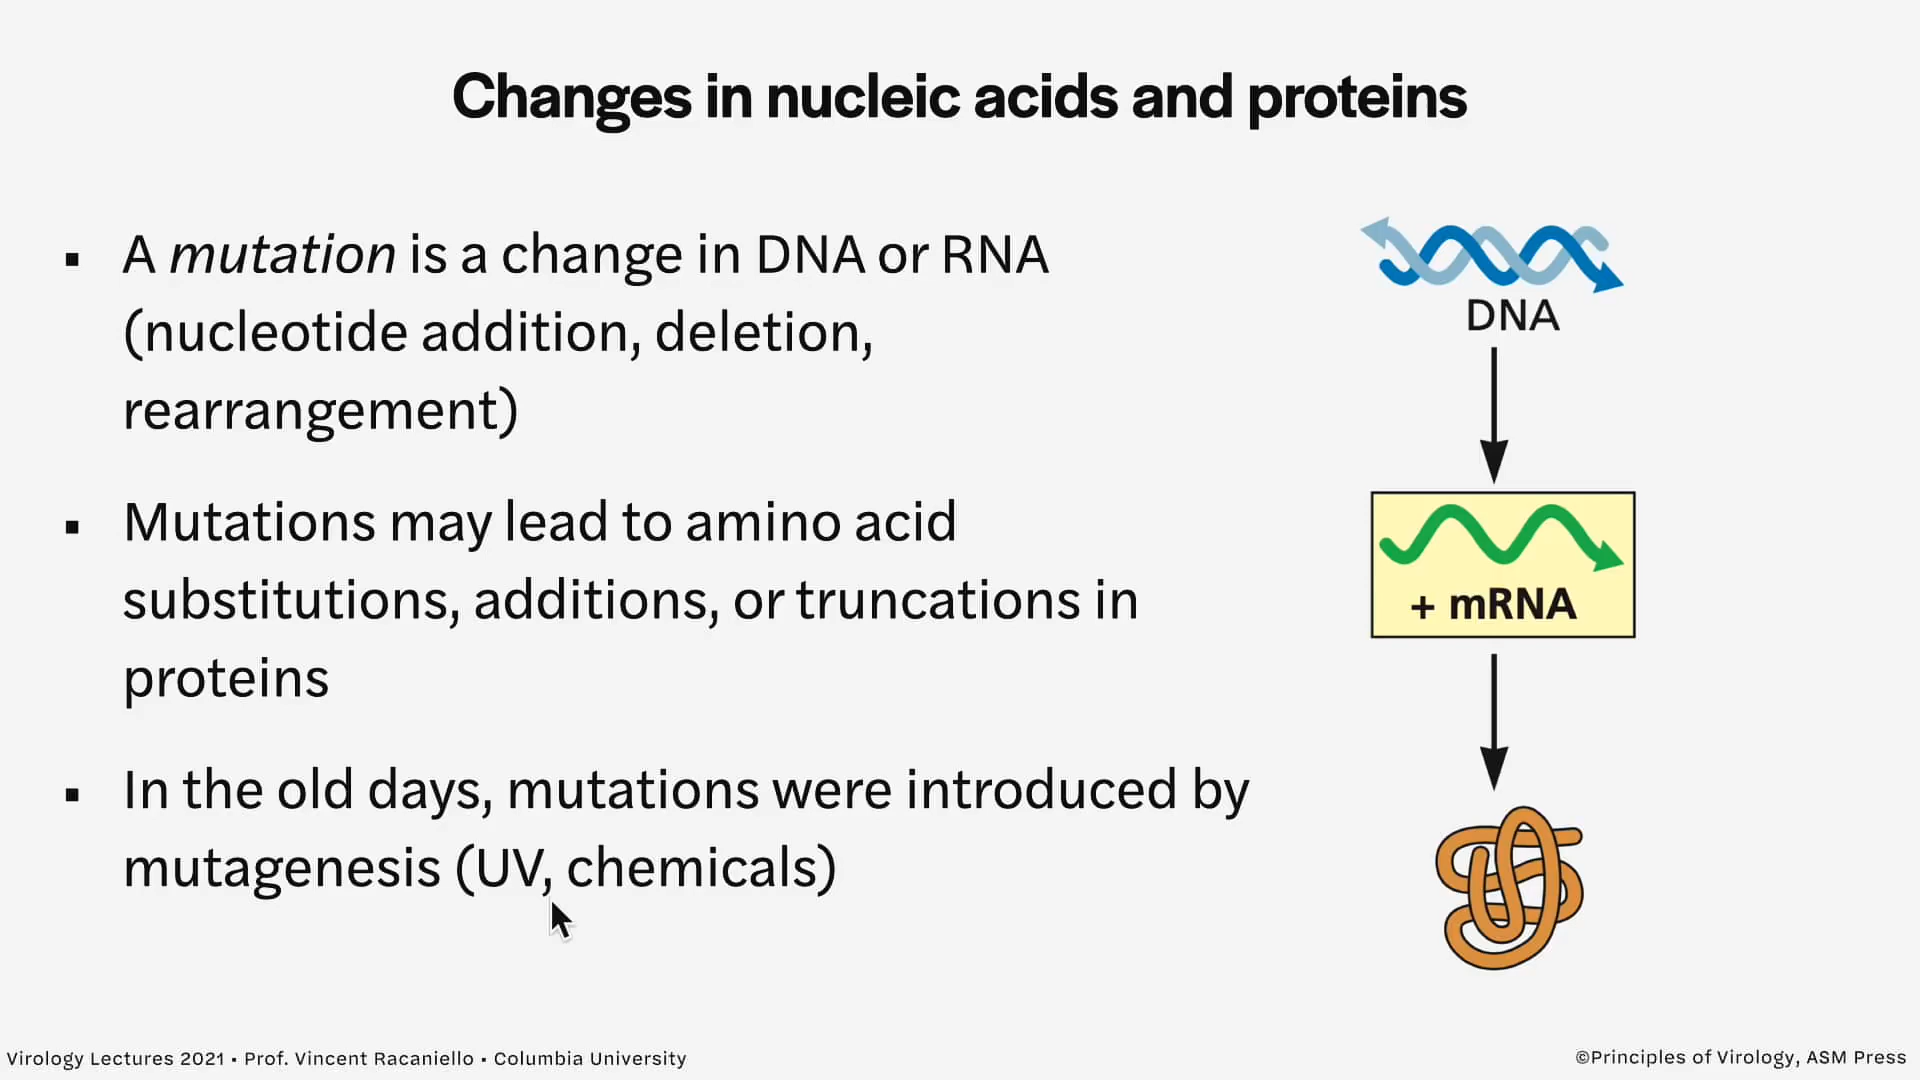 Changes in nucleic acids and proteins
▪ A mutation is a change in DNA or RNA
(nucleotide addition, deletion,
rearrangement)
▪ Mutations may lead to amino acid
substitutions, additions, or truncations in
proteins
▪ In the old days, mutations were introduced by
mutagenesis (UV, chemicals)
DNA
+ mRNA
Virology Lectures 2021 • Prof. Vincent Racaniello • Columbia University
©Principles of Virology, ASM Press